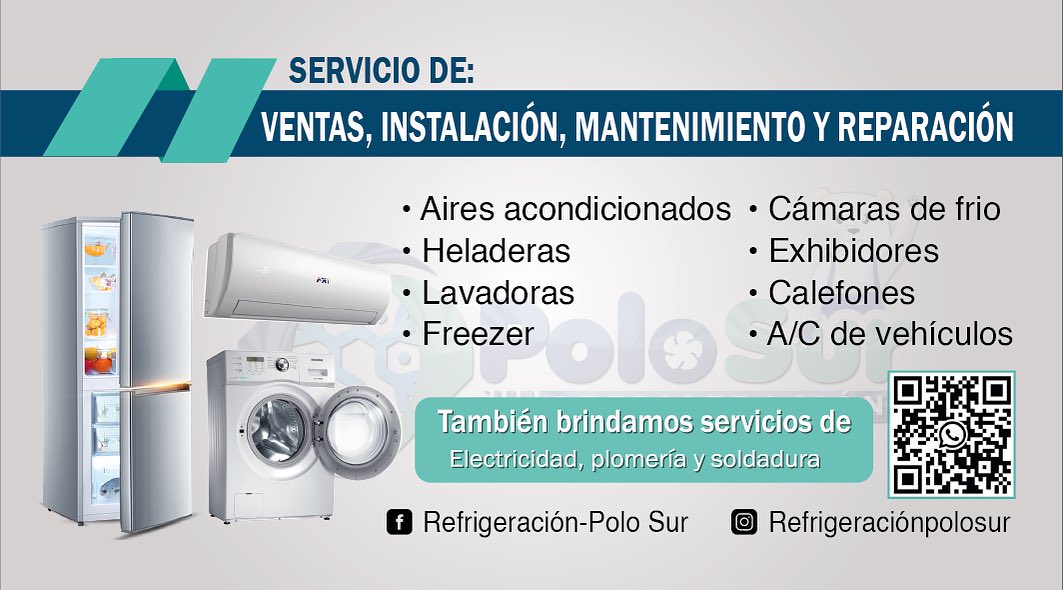 SERVICIO DE:
VENTAS, INSTALACIÓN, MANTENIMIENTO Y REPARACIÓN
• Aires acondicionados
• Heladeras
• Lavadoras
• Freezer
• Cámaras de frio
• Exhibidores
• Calefones
• A/C de vehículos
PoloSur
También brindamos servicios de
Electricidad, plomería y soldadura
Refrigeración-Polo Sur
Refrigeraciónpolosur